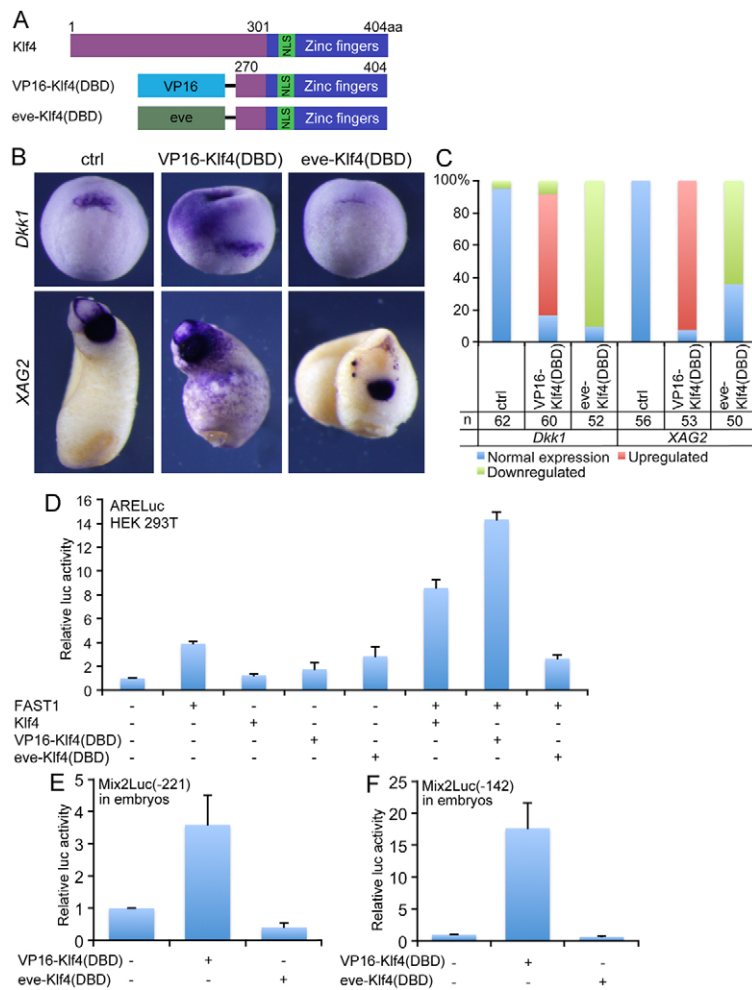 A
1 301 404aa
Klf4 NLS Zinc fingers
270 404
VP16-Klf4(DBD) VP16 NLS Zinc fingers
eve-Klf4(DBD) eve NLS Zinc fingers
B
ctrl VP16-Klf4(DBD) eve-Klf4(DBD)
Dkk1
XAG2
C
100%
80
60
40
20
0
ctrl VP16-Klf4(DBD) eve-Klf4(DBD) ctrl VP16-Klf4(DBD) eve-Klf4(DBD)
n 62 60 52 56 53 50
Dkk1 XAG2
Normal expression Upregulated
Downregulated
D
ARELuc
HEK 293T
Relative luc activity
16
14
12
10
8
6
4
2
0
FAST1 - + - - - + + +
Klf4 - - + - - + - -
VP16-Klf4(DBD) - - - + - - + -
eve-Klf4(DBD) - - - - + - - +
E
Mix2Luc(-221)
in embryos
Relative luc activity
5
4
3
2
1
0
VP16-Klf4(DBD) - + -
eve-Klf4(DBD) - - +
F
Mix2Luc(-142)
in embryos
Relative luc activity
25
20
15
10
5
0
VP16-Klf4(DBD) - + -
eve-Klf4(DBD) - - +